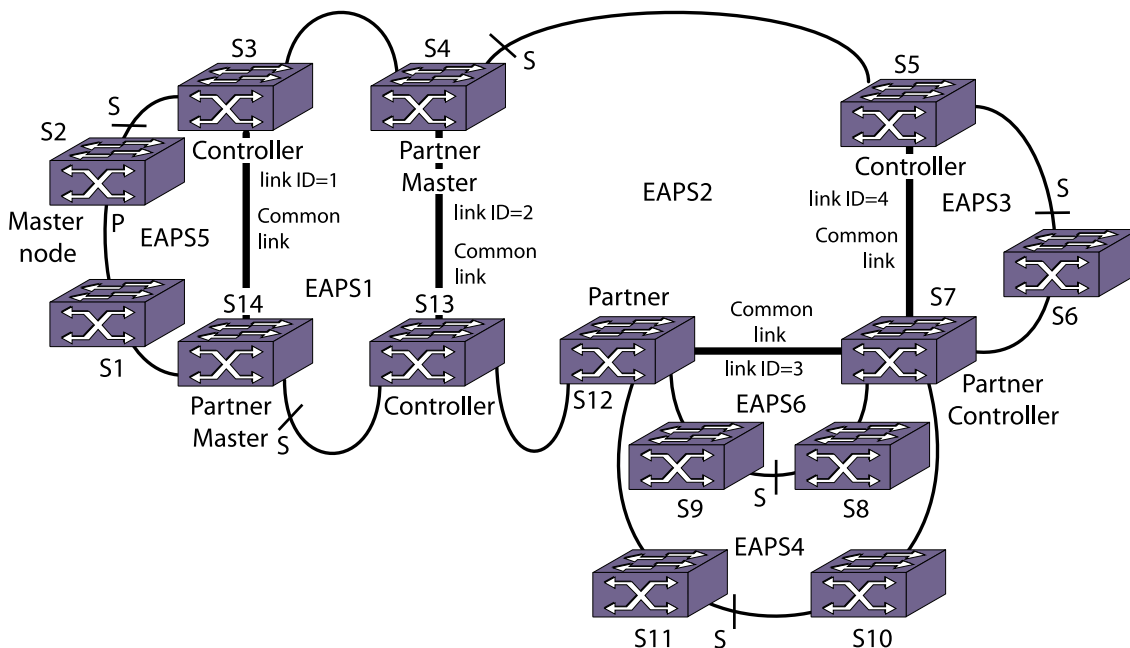 S3
S4
S
S5
S
S2
Controller
Partner
Master
Controller
link ID=1
link ID=2
link ID=4
EAPS2
EAPS3
S
Master
node
P
EAPS5
Common
link
Common
link
Common
link
S14
EAPS1
S13
Partner
S7
S6
Common
link
link ID=3
S1
Partner
Master
S
Controller
S12
EAPS6
Partner
Controller
S9
S
S8
EAPS4
S11
S
S10